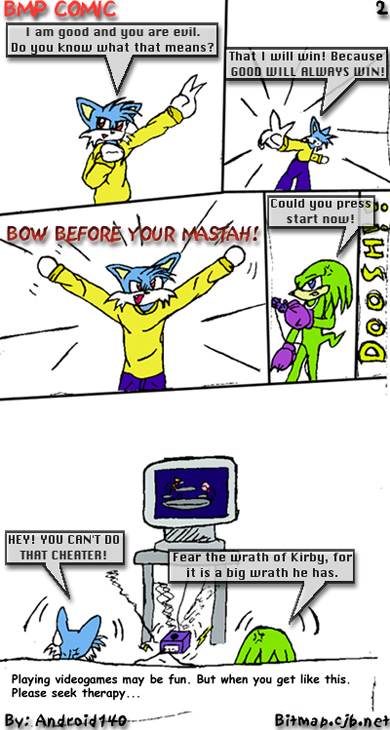 BMP COMIC
2
I am good and you are evil.
Do you know what that means?
That I will win! Because
GOOD WILL ALWAYS WIN!
BOW BEFORE YOUR MASTAH!
Could you press
start now!
DOOSH!:
HEY! YOU CAN'T DO
THAT CHEATER!
Fear the wrath of Kirby, for
it is a big wrath he has.
Playing videogames may be fun. But when you get like this.
Please seek therapy...
By: Android140
Bitmap.cjb.net